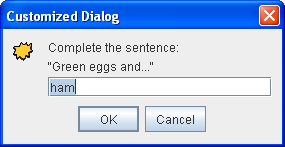 Customized Dialog
Complete the sentence:
"Green eggs and..."
ham
OK
Cancel